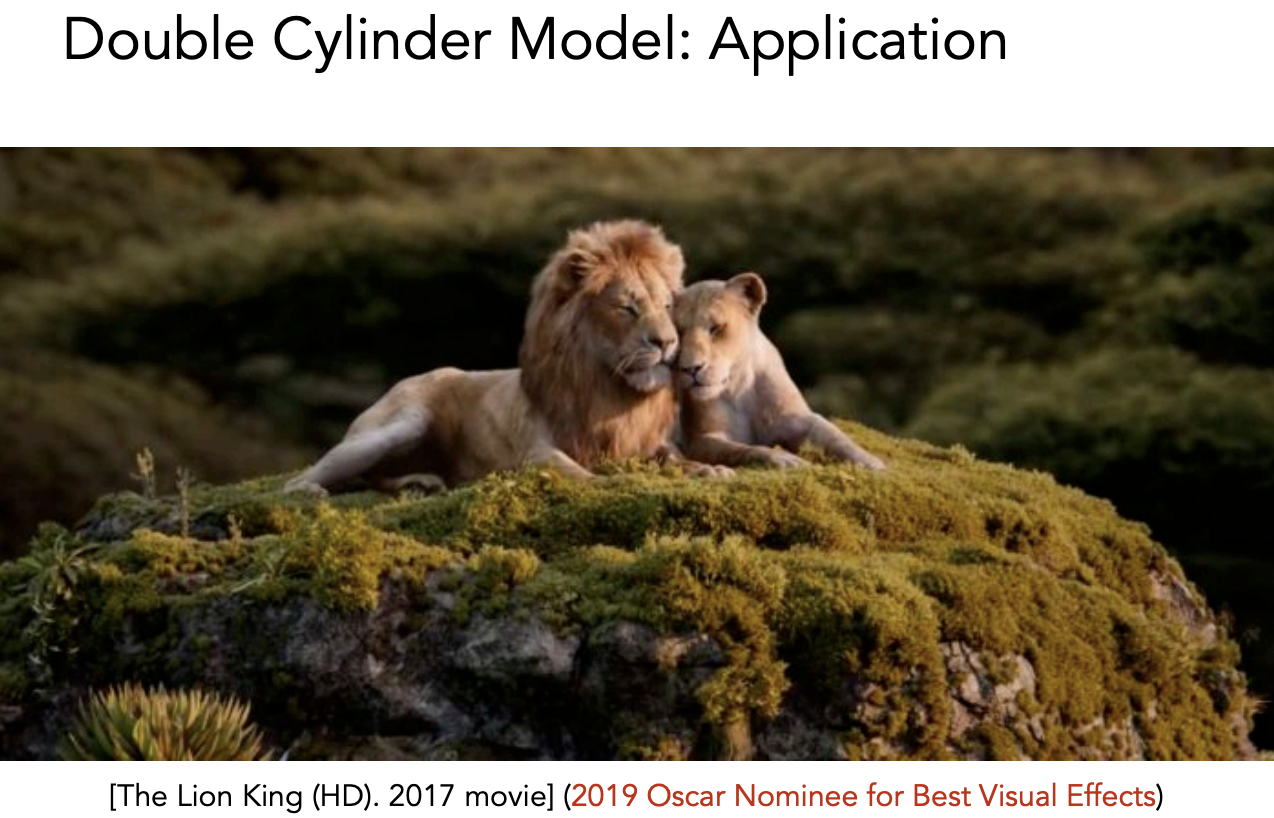 Double Cylinder Model: Application
[The Lion King (HD). 2017 movie] (2019 Oscar Nominee for Best Visual Effects)